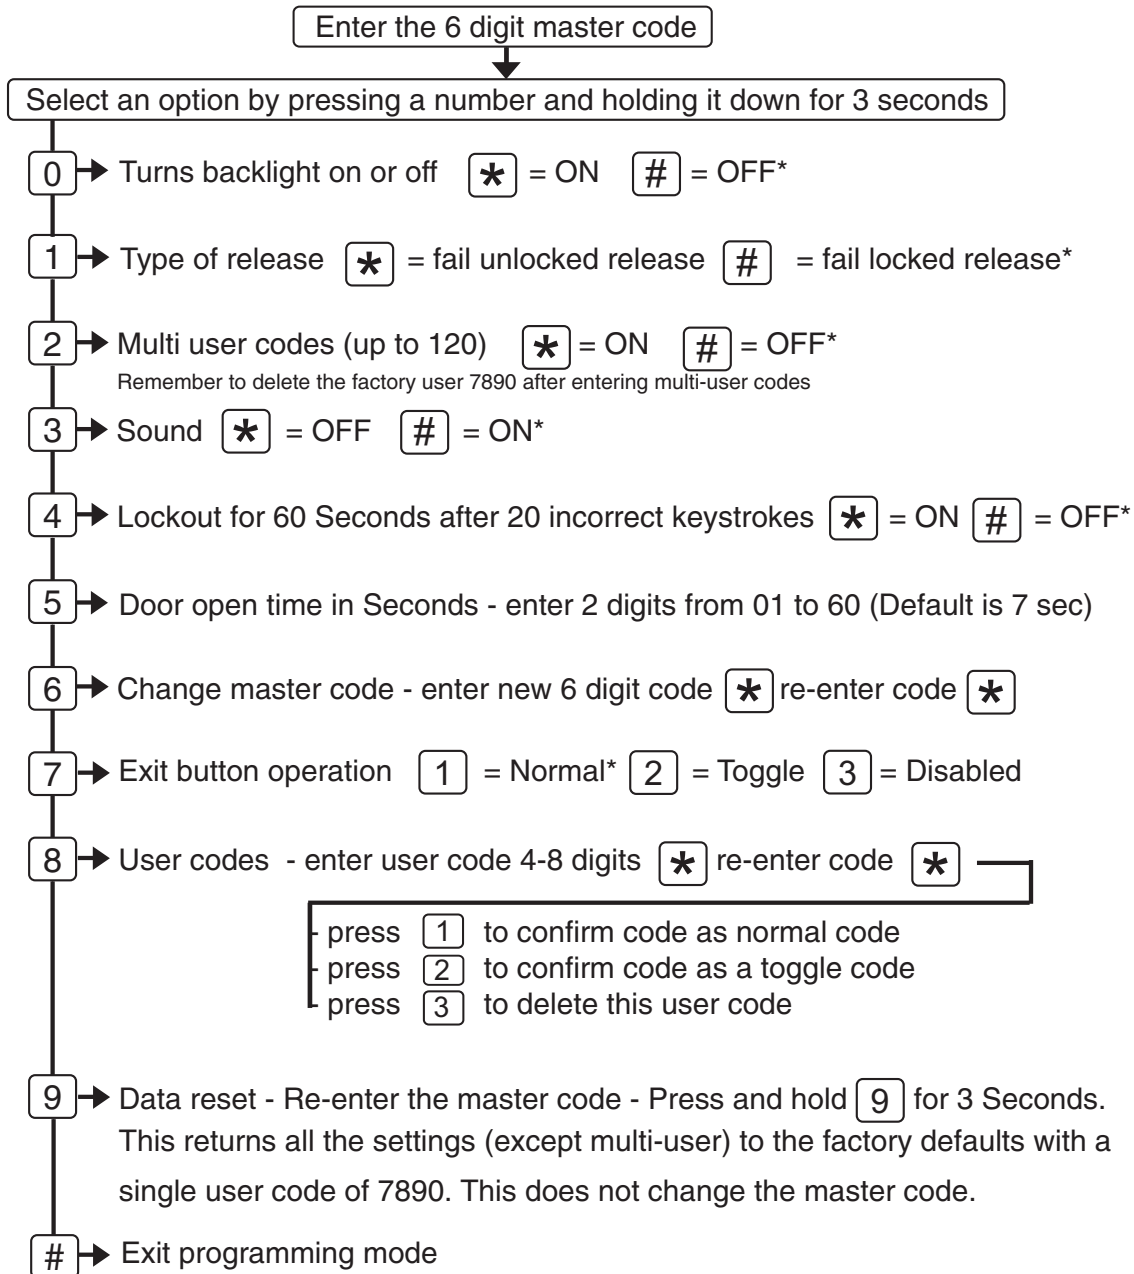 Enter the 6 digit master code
Select an option by pressing a number and holding it down for 3 seconds
0 Turns backlight on or off * = ON # = OFF*
1 Type of release * = fail unlocked release # = fail locked release*
2 Multi user codes (up to 120) * = ON # = OFF*
Remember to delete the factory user 7890 after entering multi-user codes
3 Sound * = OFF # = ON*
4 Lockout for 60 Seconds after 20 incorrect keystrokes * = ON # = OFF*
5 Door open time in Seconds - enter 2 digits from 01 to 60 (Default is 7 sec)
6 Change master code - enter new 6 digit code * re-enter code *
7 Exit button operation 1 = Normal* 2 = Toggle 3 = Disabled
8 User codes - enter user code 4-8 digits * re-enter code *
- press 1 to confirm code as normal code
- press 2 to confirm code as a toggle code
- press 3 to delete this user code
9 Data reset - Re-enter the master code - Press and hold 9 for 3 Seconds.
This returns all the settings (except multi-user) to the factory defaults with a
single user code of 7890. This does not change the master code.
# Exit programming mode